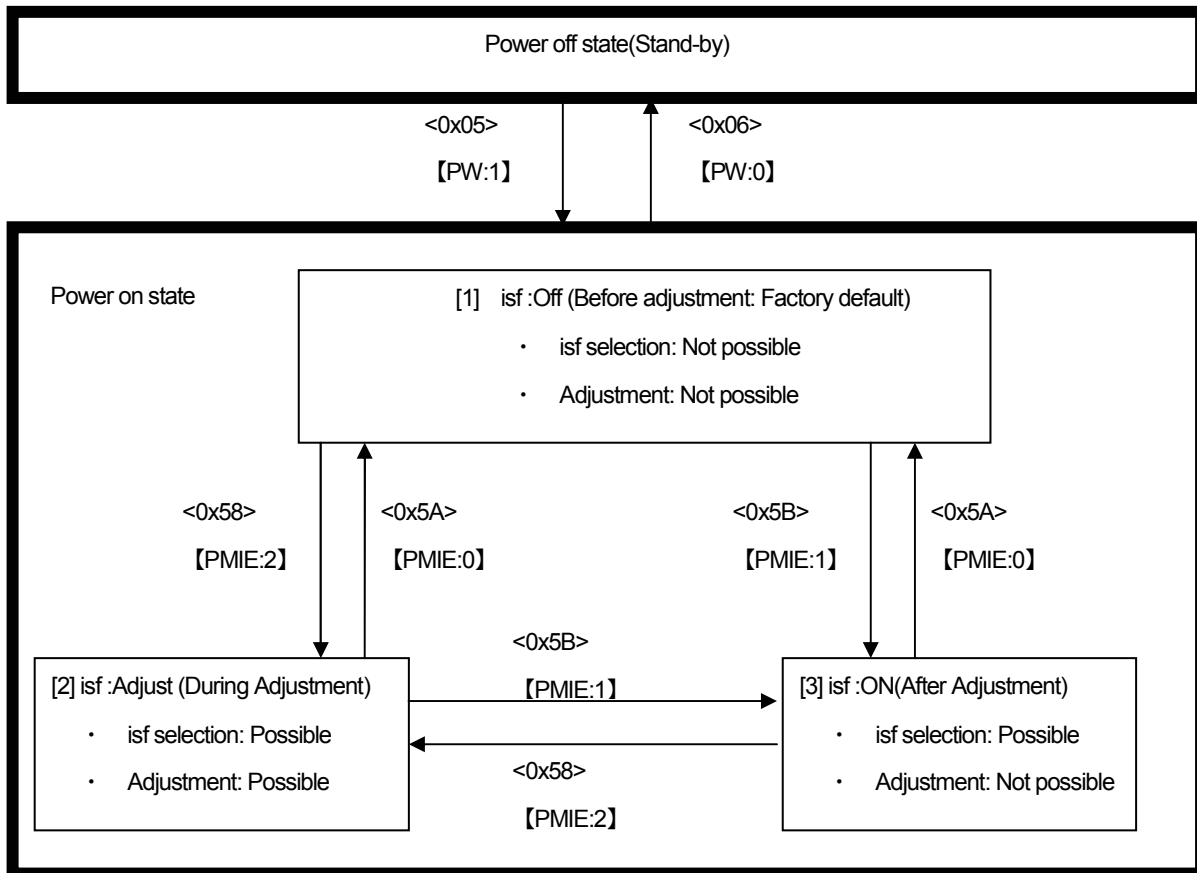 Power off state(Stand-by)
<0x05>
【PW:1】
<0x06>
【PW:0】
Power on state
[1] isf :Off (Before adjustment: Factory default)
・ isf selection: Not possible
・ Adjustment: Not possible
<0x58>
【PMIE:2】
<0x5A>
【PMIE:0】
<0x5B>
【PMIE:1】
<0x5A>
【PMIE:0】
<0x5B>
【PMIE:1】
[2] isf :Adjust (During Adjustment)
・ isf selection: Possible
・ Adjustment: Possible
[3] isf :ON(After Adjustment)
・ isf selection: Possible
・ Adjustment: Not possible
<0x58>
【PMIE:2】